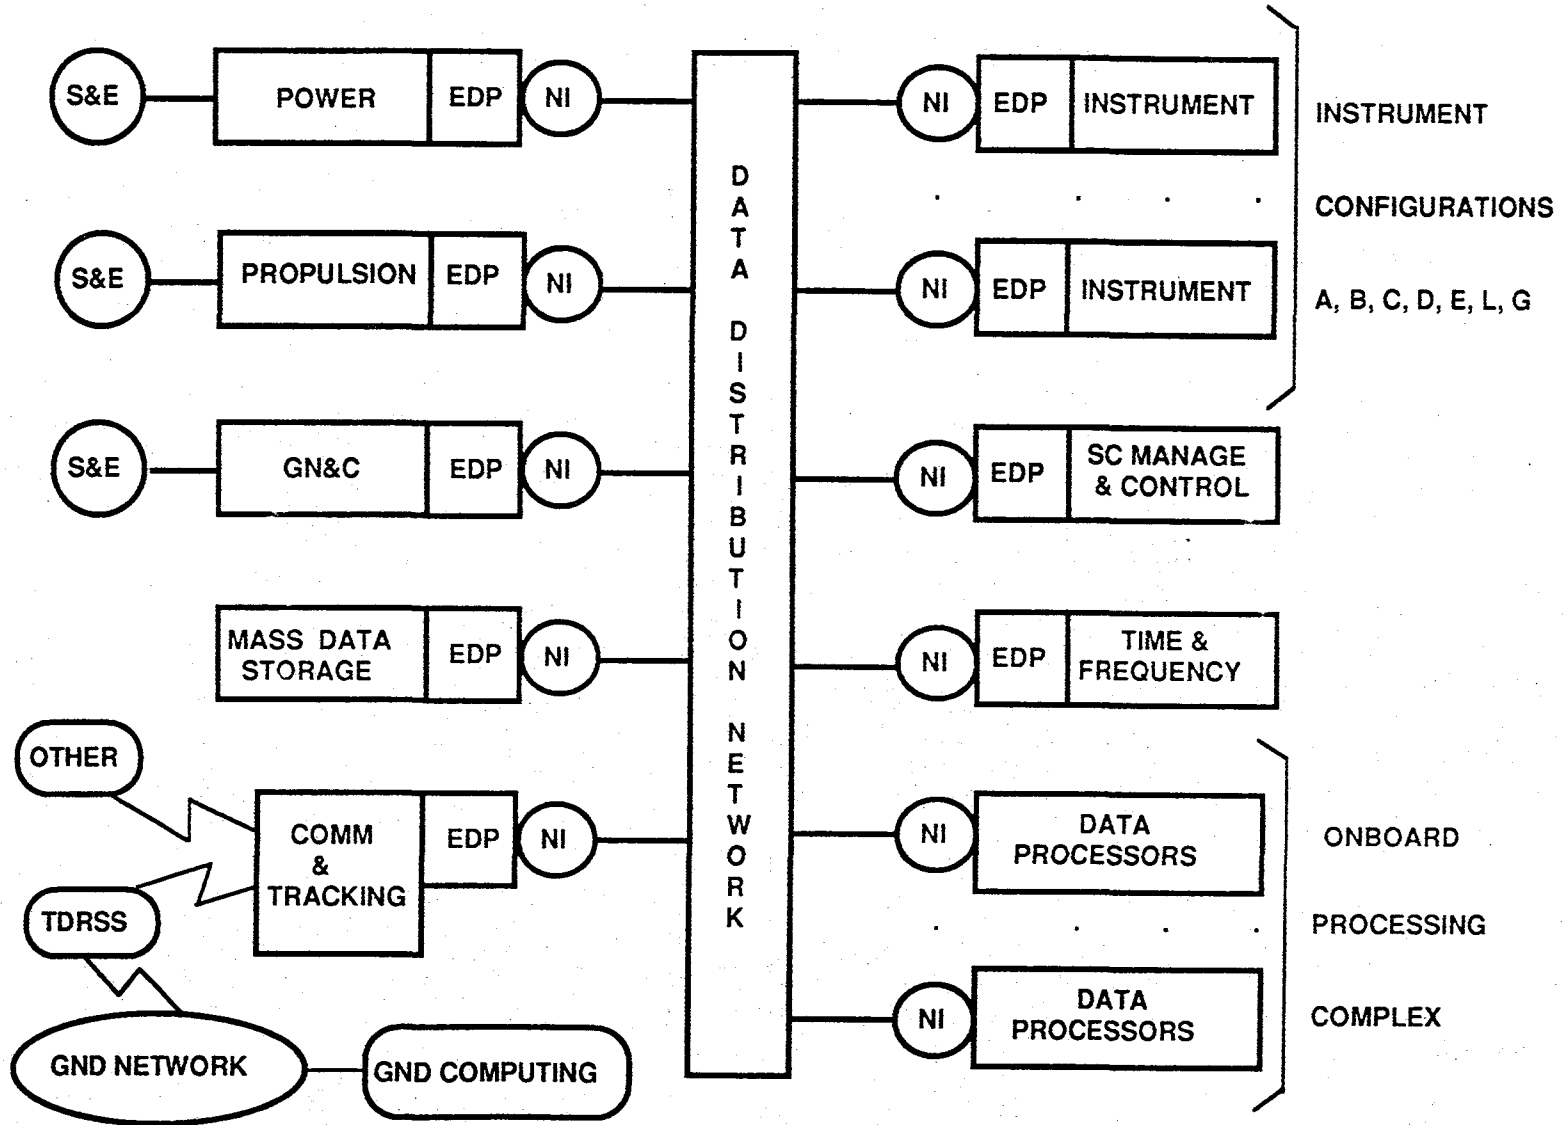 S&E
POWER
EDP
NI
S&E
PROPULSION
EDP
NI
S&E
GN&C
EDP
NI
MASS DATA
STORAGE
EDP
NI
OTHER
COMM
&
TRACKING
EDP
NI
TDRSS
GND NETWORK
GND COMPUTING
DATA DISTRIBUTION NETWORK
NI
EDP
INSTRUMENT
NI
EDP
INSTRUMENT
INSTRUMENT
CONFIGURATIONS
A, B, C, D, E, L, G
NI
EDP
SC MANAGE
& CONTROL
NI
EDP
TIME &
FREQUENCY
NI
DATA
PROCESSORS
NI
DATA
PROCESSORS
ONBOARD
PROCESSING
COMPLEX